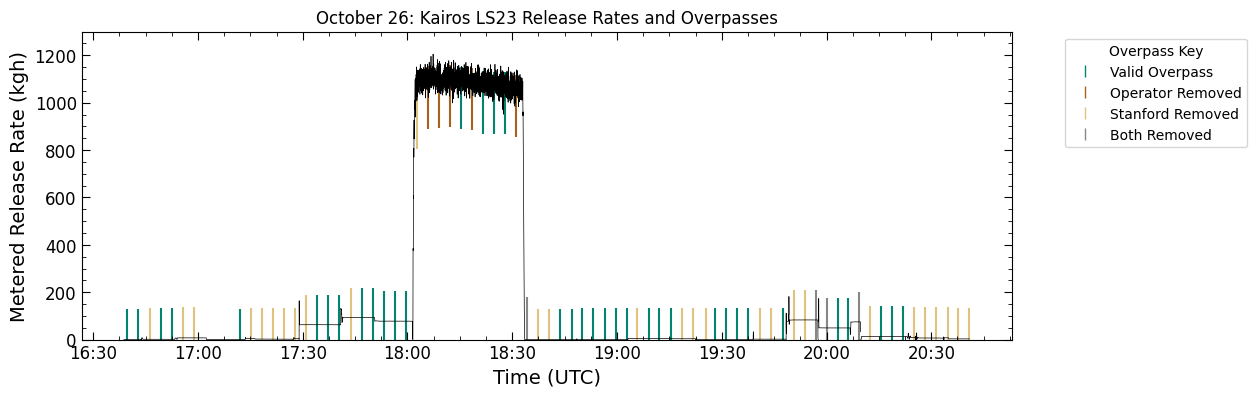 October 26: Kairos LS23 Release Rates and Overpasses
Metered Release Rate (kgh)
1200
1000
800
600
400
200
0
16:30 17:00 17:30 18:00 18:30 19:00 19:30 20:00 20:30
Time (UTC)
Overpass Key
Valid Overpass
Operator Removed
Stanford Removed
Both Removed